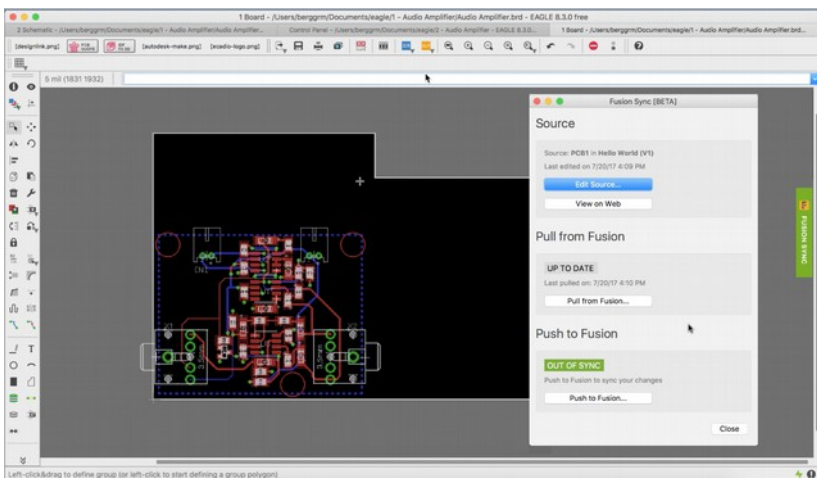 1 Board - /Users/berggrm/Documents/eagle/1 - Audio Amplifier/Audio Amplifier.brd - EAGLE 8.3.0 free
2 Schematic - /Users/berggrm/Documents/eagle/1 - Audio Amplifier/Audio Amplifier...
Control Panel - /Users/berggrm/Documents/eagle/1 - Audio Amplifier - EAGLE 8.3.0...
1 Board - /Users/berggrm/Documents/eagle/1 - Audio Amplifier/Audio Amplifier.brd...
[designlink.png]
[autodesk-make.png]
[ecadio-logo.png]
5 mil (1831 1932)
Fusion Sync [BETA]
Source
Source: PCB1 in Hello World (V1)
Last edited on 7/20/17 4:09 PM
Edit Source...
View on Web
Pull from Fusion
UP TO DATE
Last pulled on: 7/20/17 4:10 PM
Pull from Fusion...
Push to Fusion
OUT OF SYNC
Push to Fusion to sync your changes
Push to Fusion...
Close
FUSION SYNC
CN1
Left-click&drag to define group (or left-click to start defining a group polygon)